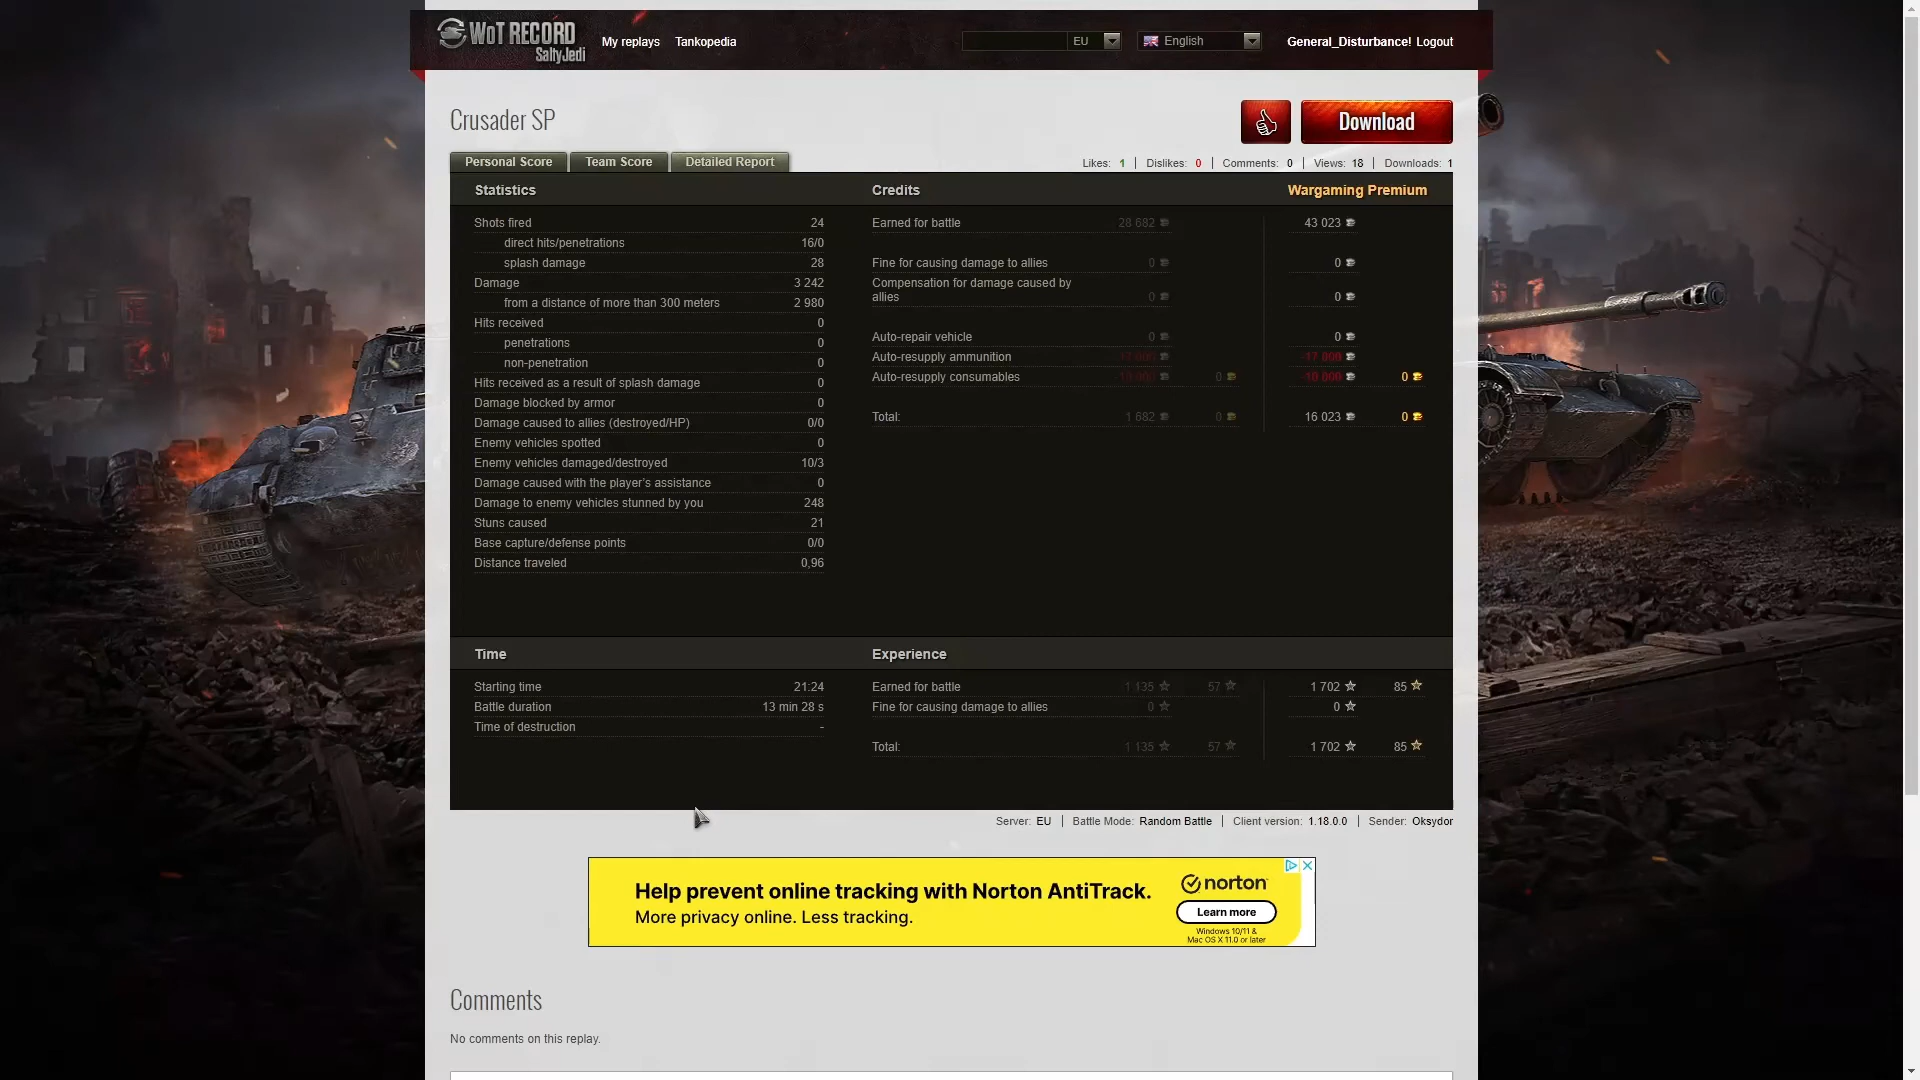 WoT RECORD
SaltyJedi
My replays Tankopedia EU English General_Disturbance! Logout
Crusader SP
Download
Personal Score Team Score Detailed Report
Likes: 1 | Dislikes: 0 | Comments: 0 | Views: 18 | Downloads: 1
Statistics Credits Wargaming Premium
Shots fired 24 Earned for battle 28 682 43 023
direct hits/penetrations 16/0
splash damage 28 Fine for causing damage to allies 0 0
Damage 3 242 Compensation for damage caused by
allies 0 0
from a distance of more than 300 meters 2 980
Hits received 0
penetrations 0 Auto-repair vehicle 0 0
non-penetration 0 Auto-resupply ammunition -17 000 -17 000
Hits received as a result of splash damage 0 Auto-resupply consumables -10 000 0 -10 000 0
Damage blocked by armor 0
Damage caused to allies (destroyed/HP) 0/0 Total: 1 682 0 16 023 0
Enemy vehicles spotted 0
Enemy vehicles damaged/destroyed 10/3
Damage caused with the player's assistance 0
Damage to enemy vehicles stunned by you 248
Stuns caused 21
Base capture/defense points 0/0
Distance traveled 0,96
Time Experience
Starting time 21:24 Earned for battle 1 135 57 1 702 85
Battle duration 13 min 28 s Fine for causing damage to allies 0 0
Time of destruction -
Total: 1 135 57 1 702 85
Server: EU | Battle Mode: Random Battle | Client version: 1.18.0.0 | Sender: Oksydor
Help prevent online tracking with Norton AntiTrack.
More privacy online. Less tracking.
norton
Learn more
Windows 10/11 &
Mac OS X 11.0 or later
Comments
No comments on this replay.